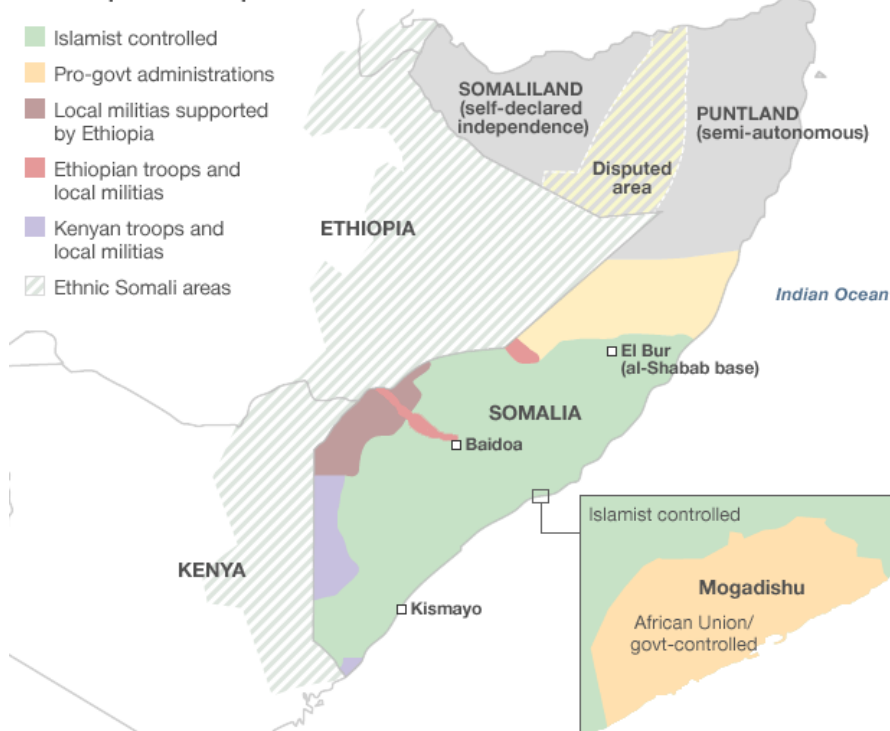 Islamist controlled
Pro-govt administrations
Local militias supported
by Ethiopia
Ethiopian troops and
local militias
Kenyan troops and
local militias
Ethnic Somali areas
SOMALILAND
(self-declared
independence)
PUNTLAND
(semi-autonomous)
Disputed
area
ETHIOPIA
Indian Ocean
El Bur
(al-Shabab base)
SOMALIA
Baidoa
KENYA
Kismayo
Islamist controlled
Mogadishu
African Union/
govt-controlled